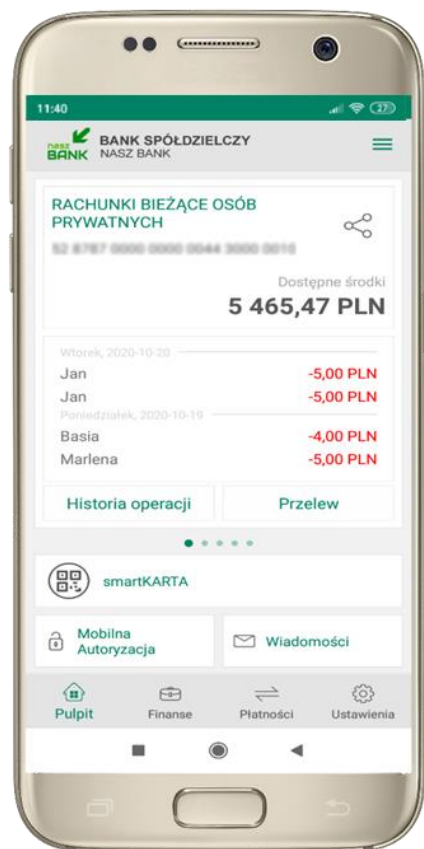 11:40
27
nasz BANK
BANK SPÓŁDZIELCZY
NASZ BANK
RACHUNKI BIEŻĄCE OSÓB
PRYWATNYCH
Dostępne środki
5 465,47 PLN
Wtorek, 2020-10-20
Jan -5,00 PLN
Jan -5,00 PLN
Poniedziałek, 2020-10-19
Basia -4,00 PLN
Marlena -5,00 PLN
Historia operacji Przelew
smartKARTA
Mobilna
Autoryzacja
Wiadomości
Pulpit Finanse Płatności Ustawienia